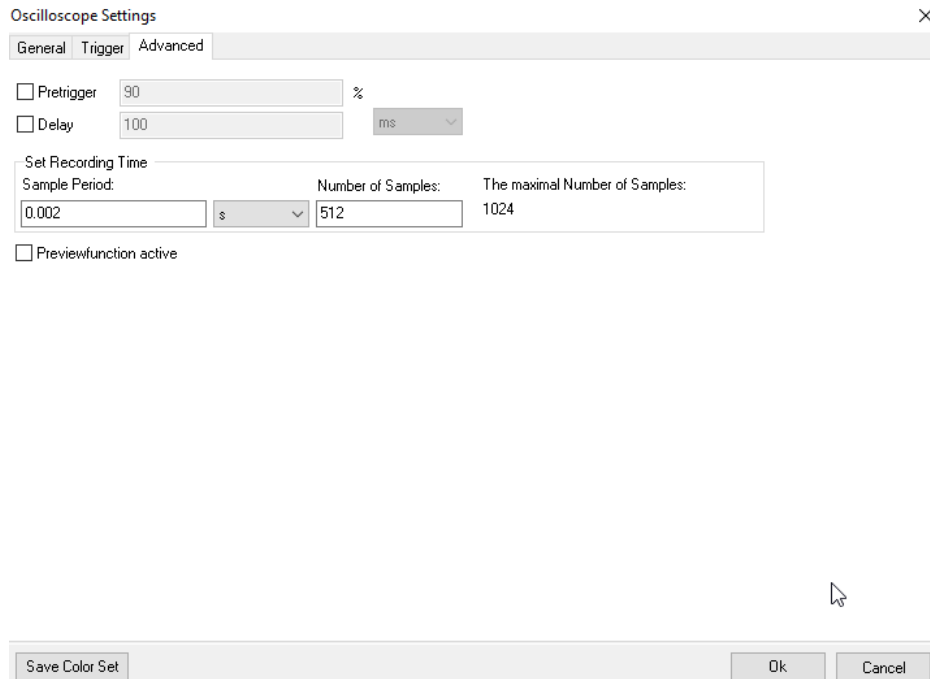 Oscilloscope Settings
General Trigger Advanced
Pretrigger 90 %
Delay 100 ms
Set Recording Time
Sample Period: Number of Samples: The maximal Number of Samples:
0.002 s 512 1024
Previewfunction active
Save Color Set Ok Cancel